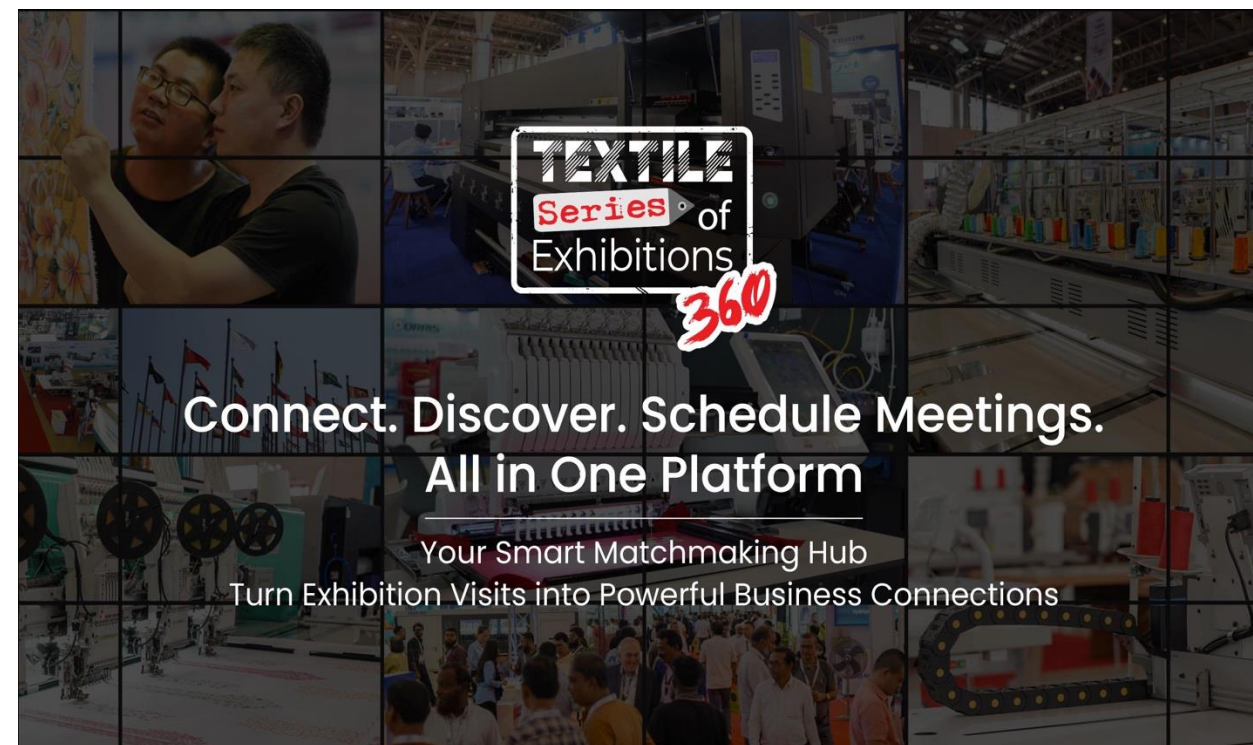 TEXTILE
Series of
Exhibitions
360
Connect. Discover. Schedule Meetings.
All in One Platform
Your Smart Matchmaking Hub
Turn Exhibition Visits into Powerful Business Connections